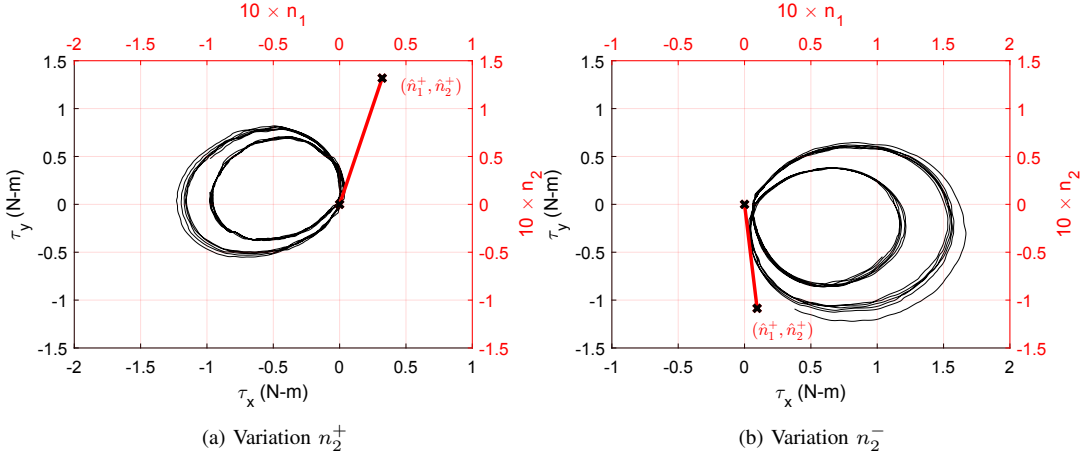 10 × n₁
-2 -1.5 -1 -0.5 0 0.5 1
1.5 1.5
1 1
0.5 0.5
0 0
-0.5 -0.5
-1 -1
-1.5 -1.5
-2 -1.5 -1 -0.5 0 0.5 1
τ_y (N-m)
10 × n₂
(n̂₁⁺, n̂₂⁺)
τ_x (N-m)
(a) Variation n₂⁺
10 × n₁
-1 -0.5 0 0.5 1 1.5 2
1.5 1.5
1 1
0.5 0.5
0 0
-0.5 -0.5
-1 -1
-1.5 -1.5
-1 -0.5 0 0.5 1 1.5 2
τ_y (N-m)
10 × n₂
(n̂₁⁺, n̂₂⁺)
τ_x (N-m)
(b) Variation n₂⁻